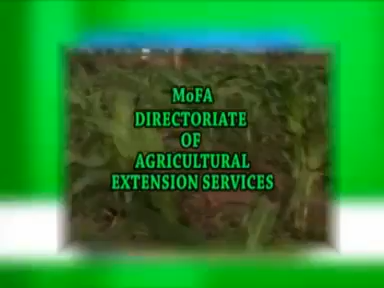 MoFA
DIRECTORIATE
OF
AGRICULTURAL
EXTENSION SERVICES